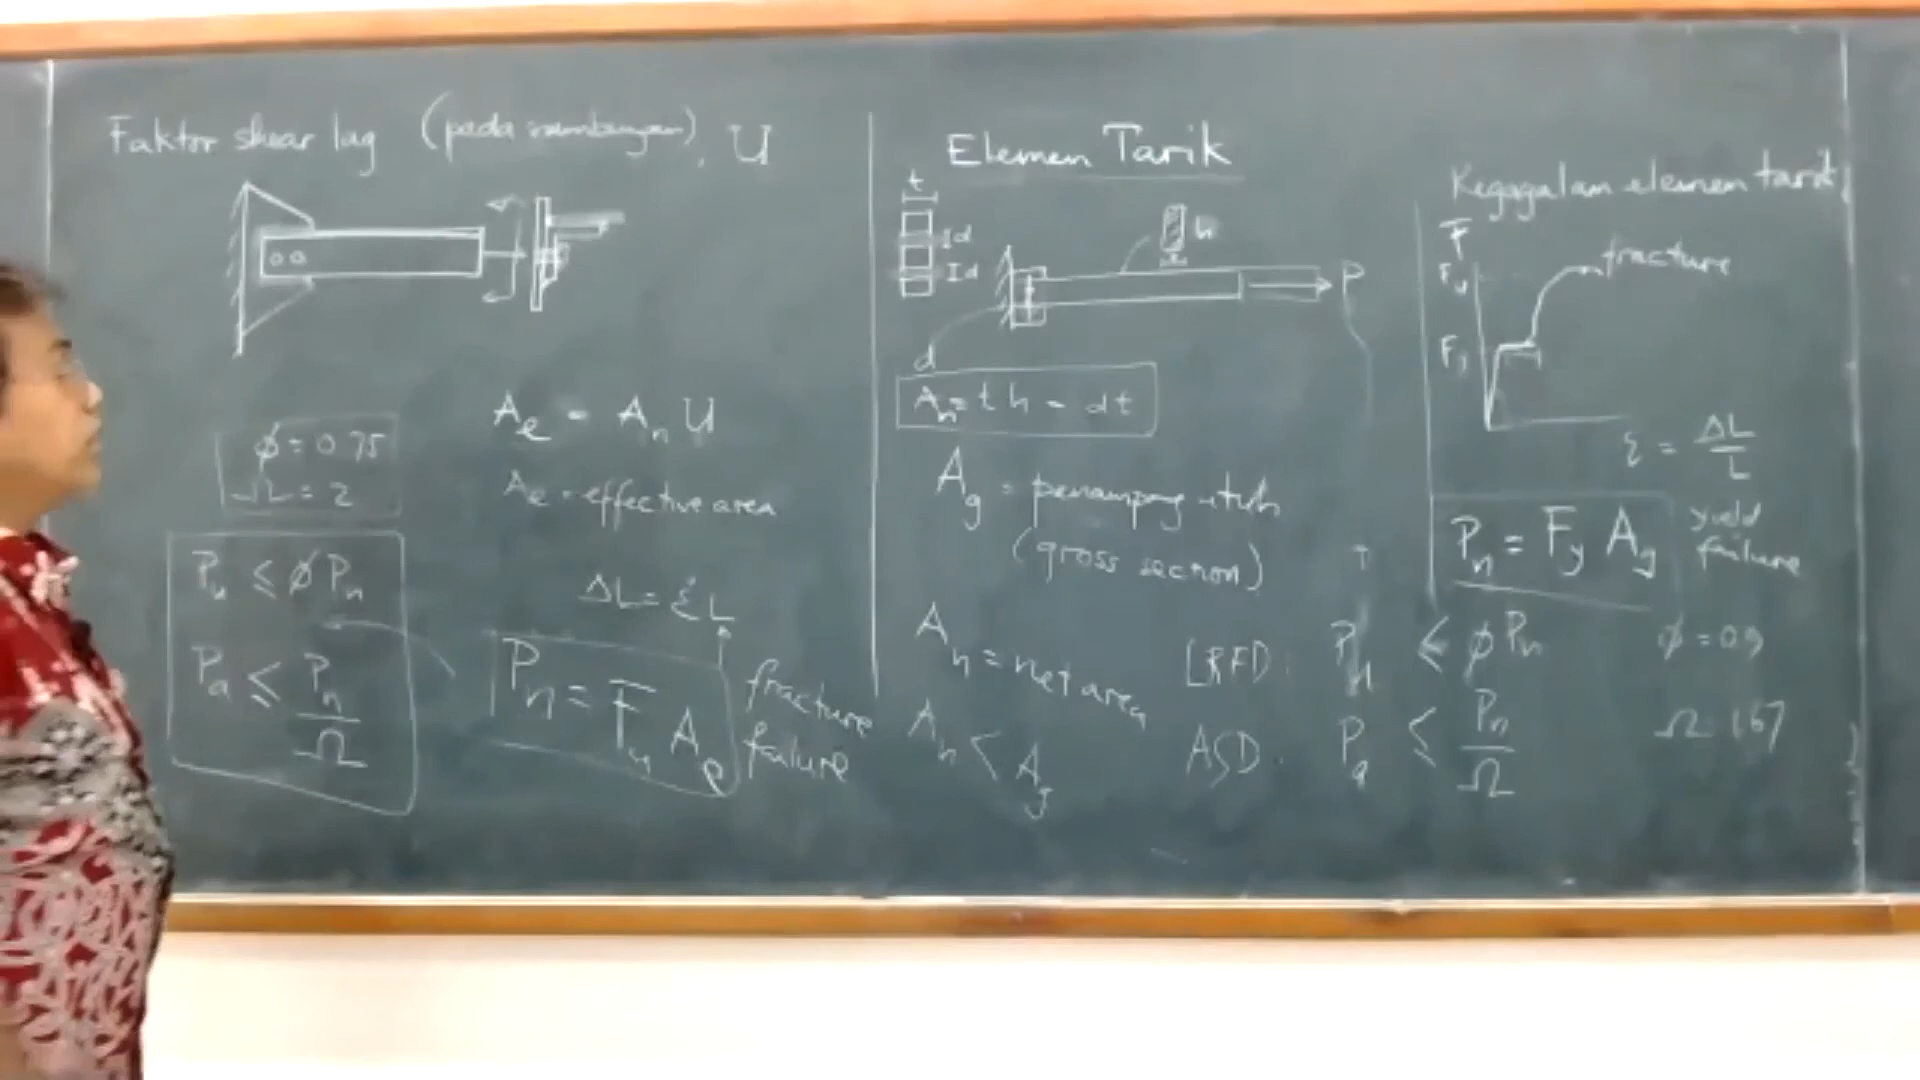 Faktor shear lag (pada sambungan), U
φ = 0.75
Ω = 2
Ae = An U
Ae = effective area
Pu ≤ φ Pn
Pa ≤ Pn/Ω
ΔL = ε L
Pn = Fu Ae
fracture
failure
Elemen Tarik
t
d
d
h
P
d
An = t h - dt
Ag = penampang utuh
(gross section)
An = net area
An < Ag
Kegagalan elemen tarik
F
Fu
fracture
Fy
ε = ΔL/L
Pn = Fy Ag
yield
failure
LRFD: Pu ≤ φ Pn
φ = 0.9
ASD: Pa ≤ Pn/Ω
Ω = 1.67